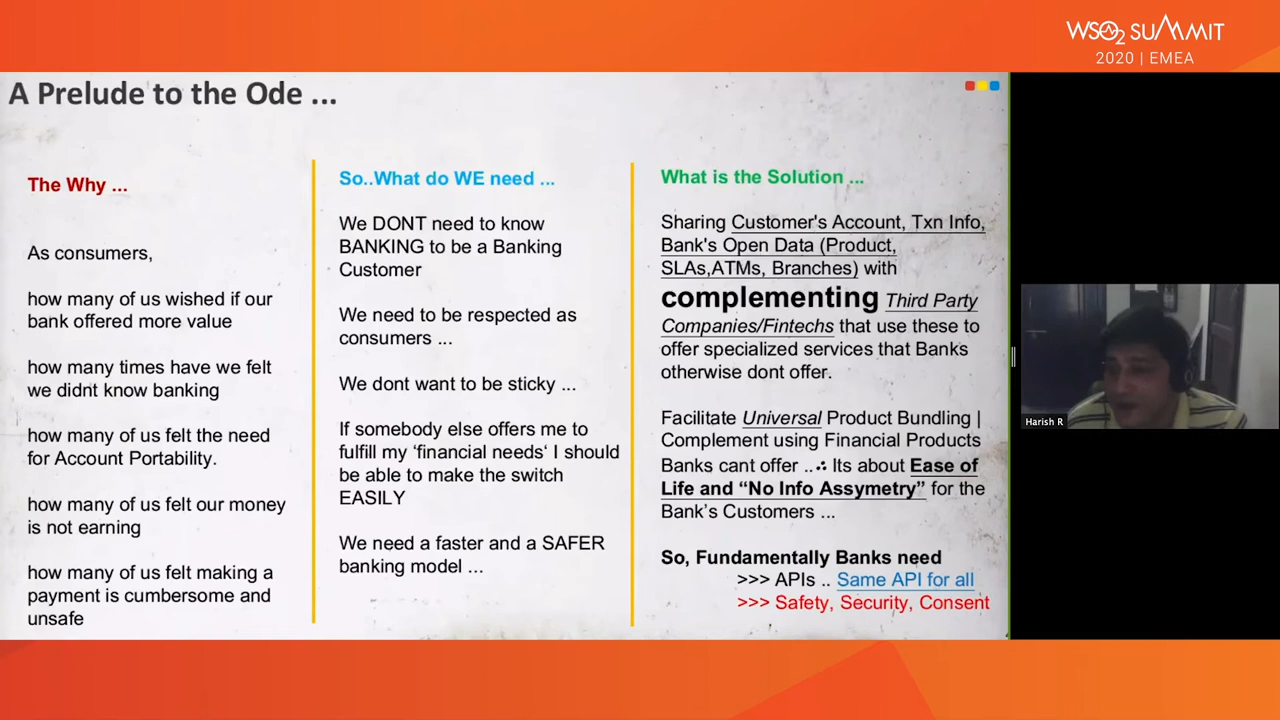 WSO2 SUMMIT
2020 | EMEA
A Prelude to the Ode ...
The Why ...
As consumers,
how many of us wished if our
bank offered more value
how many times have we felt
we didnt know banking
how many of us felt the need
for Account Portability.
how many of us felt our money
is not earning
how many of us felt making a
payment is cumbersome and
unsafe
So..What do WE need ...
We DONT need to know
BANKING to be a Banking
Customer
We need to be respected as
consumers ...
We dont want to be sticky ...
If somebody else offers me to
fulfill my ‘financial needs‘ I should
be able to make the switch
EASILY
We need a faster and a SAFER
banking model ...
What is the Solution ...
Sharing Customer's Account, Txn Info,
Bank's Open Data (Product,
SLAs,ATMs, Branches) with
complementing Third Party
Companies/Fintechs that use these to
offer specialized services that Banks
otherwise dont offer.
Facilitate Universal Product Bundling |
Complement using Financial Products
Banks cant offer ..∴ Its about Ease of
Life and “No Info Assymetry” for the
Bank’s Customers ...
So, Fundamentally Banks need
>>> APIs .. Same API for all
>>> Safety, Security, Consent
Harish R